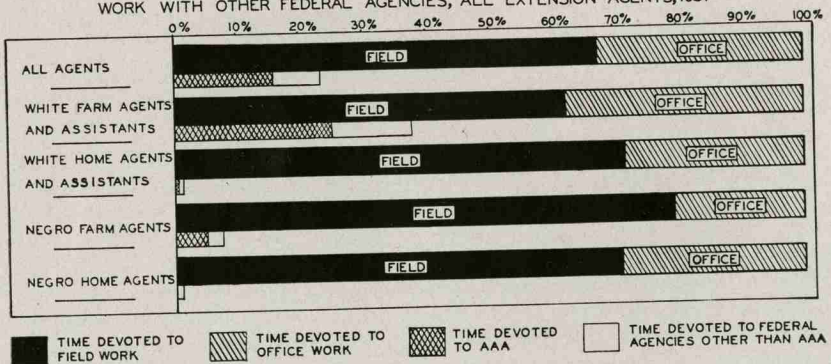 WORK WITH OTHER FEDERAL AGENCIES, ALL EXTENSION AGENTS,
0% 10% 20% 30% 40% 50% 60% 70% 80% 90% 100%
ALL AGENTS
FIELD
OFFICE
WHITE FARM AGENTS
AND ASSISTANTS
FIELD
OFFICE
WHITE HOME AGENTS
AND ASSISTANTS
FIELD
OFFICE
NEGRO FARM AGENTS
FIELD
OFFICE
NEGRO HOME AGENTS
FIELD
OFFICE
TIME DEVOTED TO
FIELD WORK
TIME DEVOTED TO
OFFICE WORK
TIME DEVOTED
TO AAA
TIME DEVOTED TO FEDERAL
AGENCIES OTHER THAN AAA